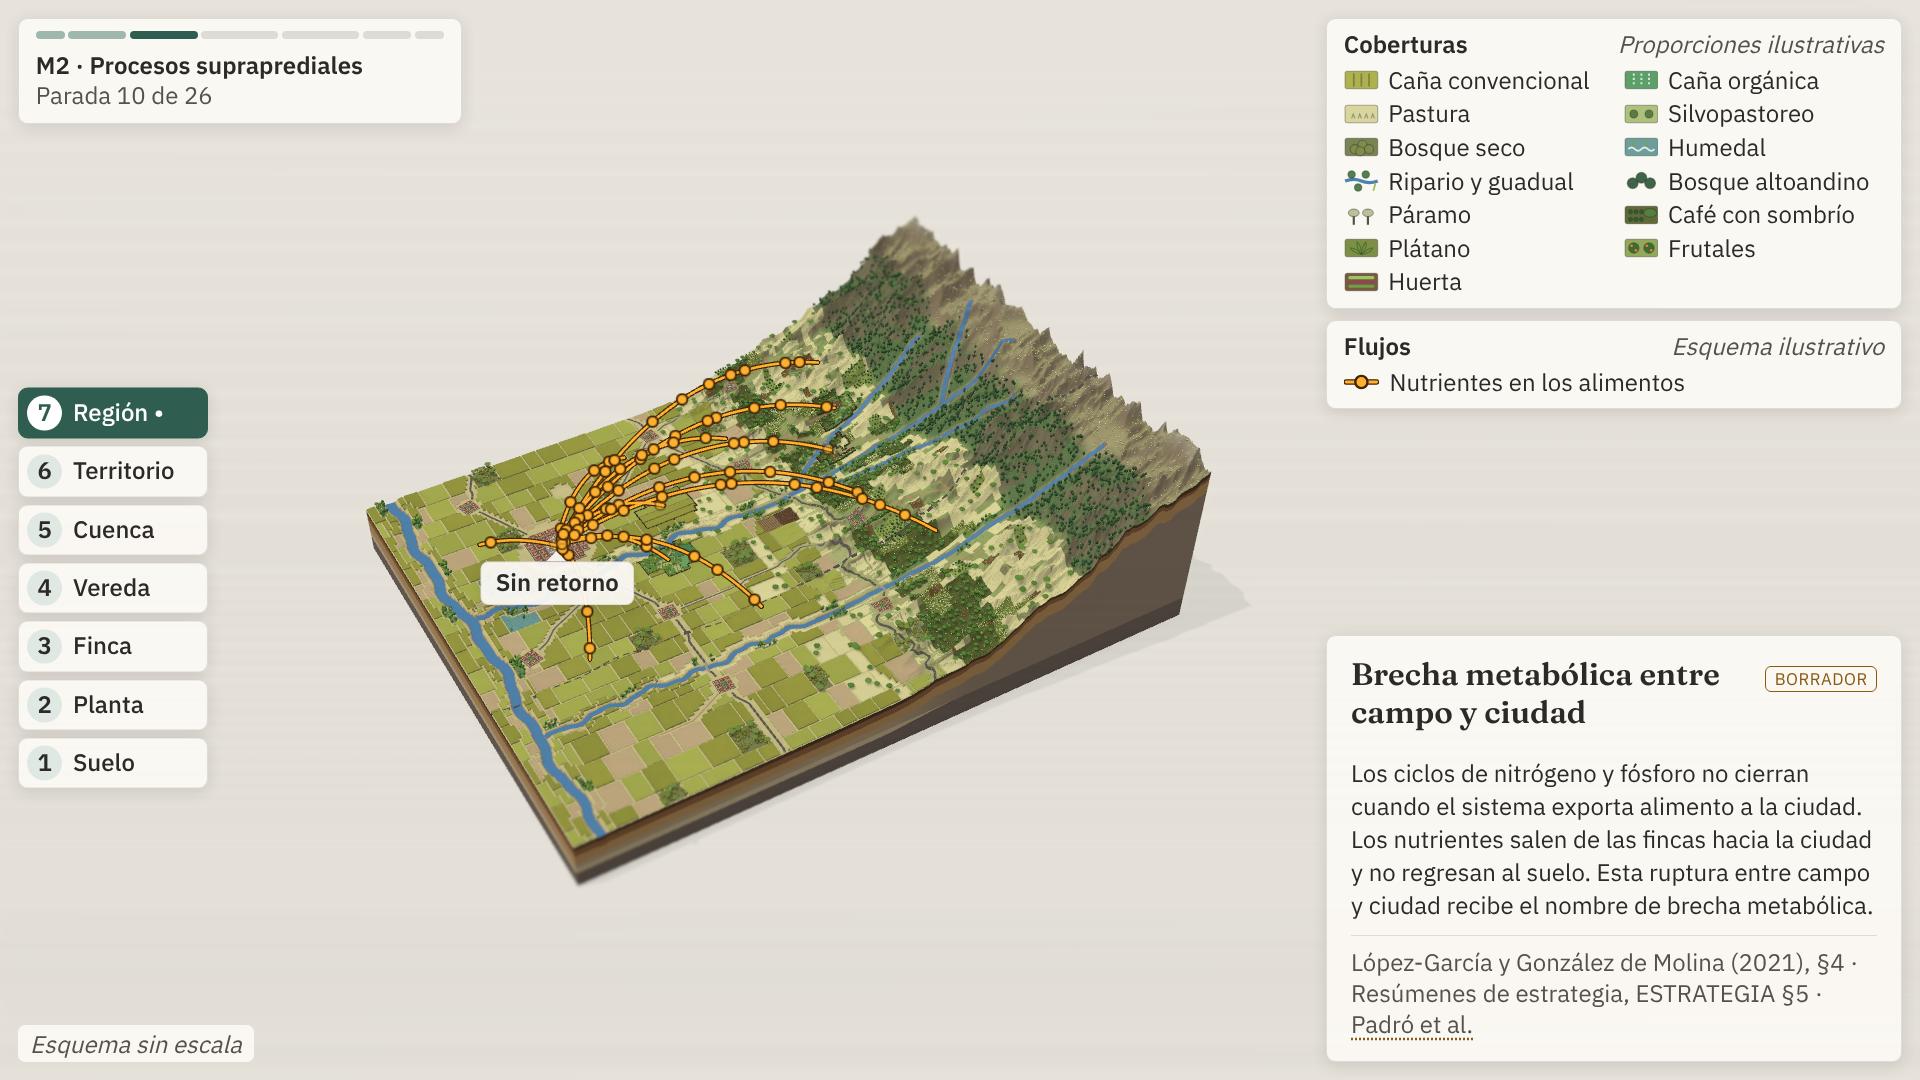 M2 · Procesos supraprediales
Parada 10 de 26
7 Región •
6 Territorio
5 Cuenca
4 Vereda
3 Finca
2 Planta
1 Suelo
Sin retorno
Esquema sin escala
Coberturas Proporciones ilustrativas
Caña convencional Caña orgánica
Pastura Silvopastoreo
Bosque seco Humedal
Ripario y guadual Bosque altoandino
Páramo Café con sombrío
Plátano Frutales
Huerta
Flujos Esquema ilustrativo
Nutrientes en los alimentos
Brecha metabólica entre BORRADOR
campo y ciudad
Los ciclos de nitrógeno y fósforo no cierran
cuando el sistema exporta alimento a la ciudad.
Los nutrientes salen de las fincas hacia la ciudad
y no regresan al suelo. Esta ruptura entre campo
y ciudad recibe el nombre de brecha metabólica.
López-García y González de Molina (2021), §4 ·
Resúmenes de estrategia, ESTRATEGIA §5 ·
Padró et al.